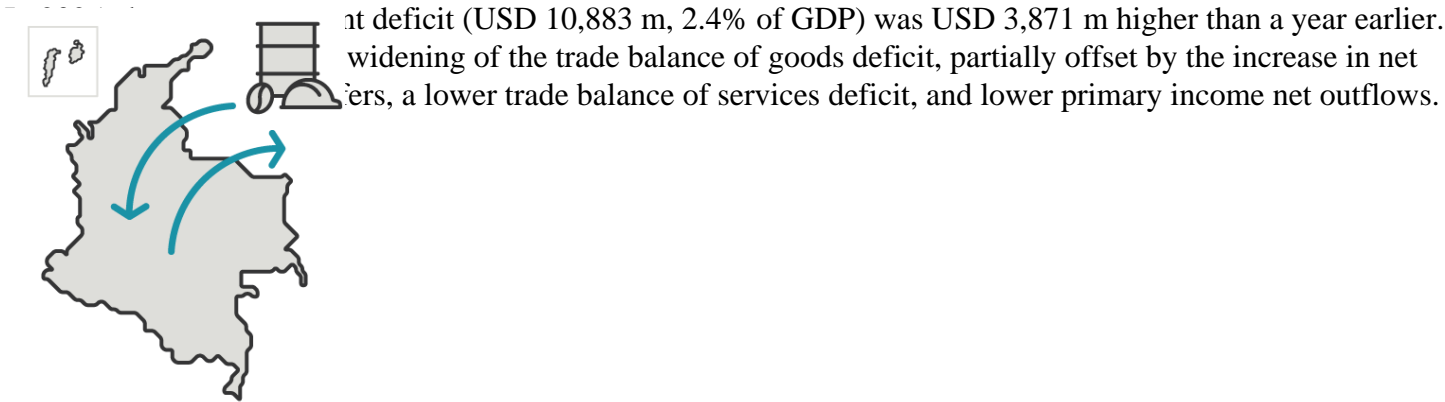 deficit (USD 10,883 m, 2.4% of GDP) was USD 3,871 m higher than a year earlier.
widening of the trade balance of goods deficit, partially offset by the increase in net
a lower trade balance of services deficit, and lower primary income net outflows.